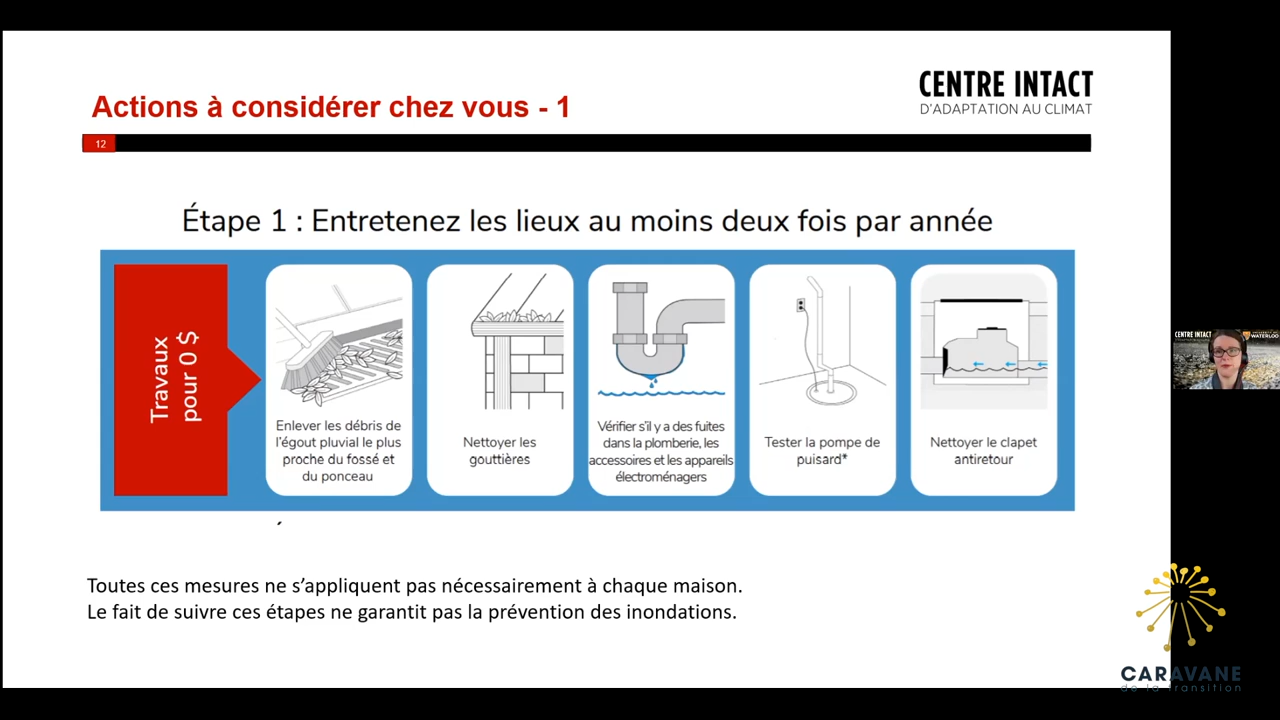 Actions à considérer chez vous - 1
CENTRE INTACT
D'ADAPTATION AU CLIMAT
12
Étape 1 : Entretenez les lieux au moins deux fois par année
Travaux
pour 0 $
Enlever les débris de
l'égout pluvial le plus
proche du fossé et
du ponceau
Nettoyer les
gouttières
Vérifier s'il y a des fuites
dans la plomberie, les
accessoires et les appareils
électroménagers
Tester la pompe de
puisard*
Nettoyer le clapet
antiretour
Toutes ces mesures ne s'appliquent pas nécessairement à chaque maison.
Le fait de suivre ces étapes ne garantit pas la prévention des inondations.
CENTRE INTACT
WATERLOO
CARAVANE
de la transition